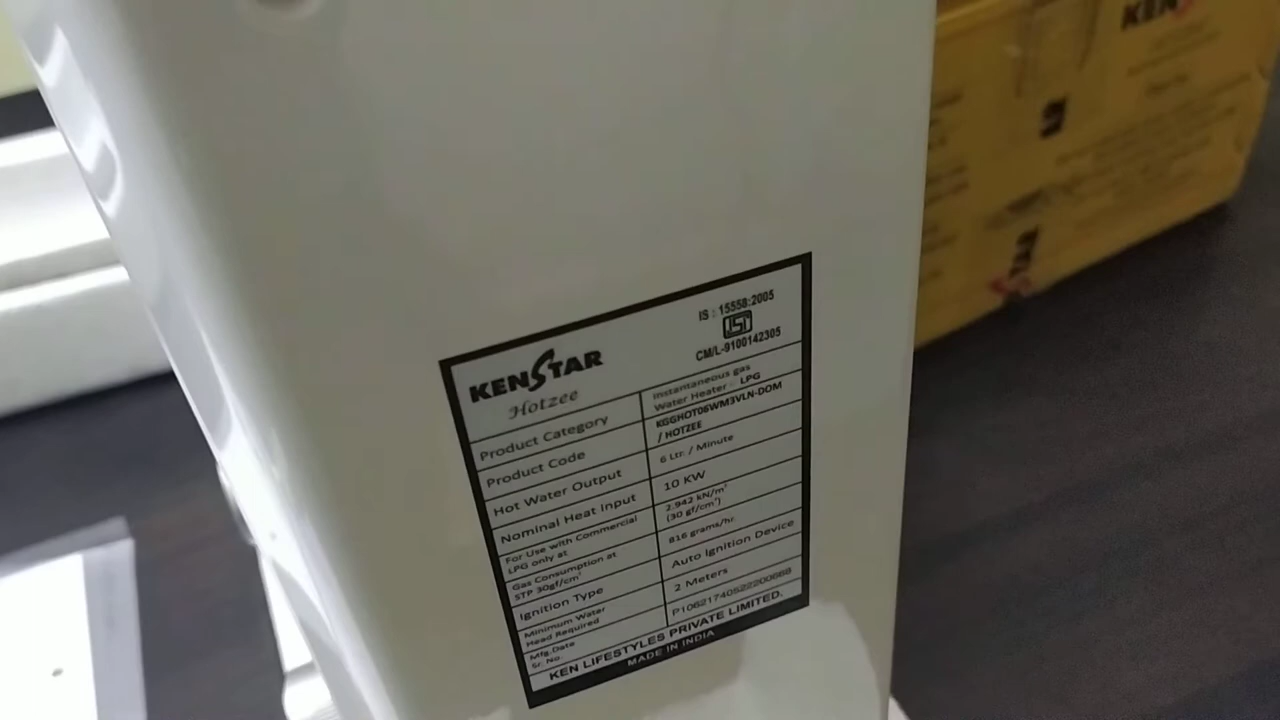 KENSTAR
Hotzee
IS : 15558:2005
ISI
CM/L-9100142305
Product Category
Instantaneous gas
Water Heater : LPG
Product Code
KGGHOT06WM3VLN-DOM
/ HOTZEE
Hot Water Output
6 Ltr. / Minute
Nominal Heat Input
10 KW
For Use with Commercial
LPG only at
2.942 kN/m²
(30 gf/cm²)
Gas Consumption at
STP 30gf/cm²
816 grams/hr.
Ignition Type
Auto Ignition Device
Minimum Water
Head Required
2 Meters
Mfg.Date
Sr. No.
KEN LIFESTYLES PRIVATE LIMITED.
MADE IN INDIA